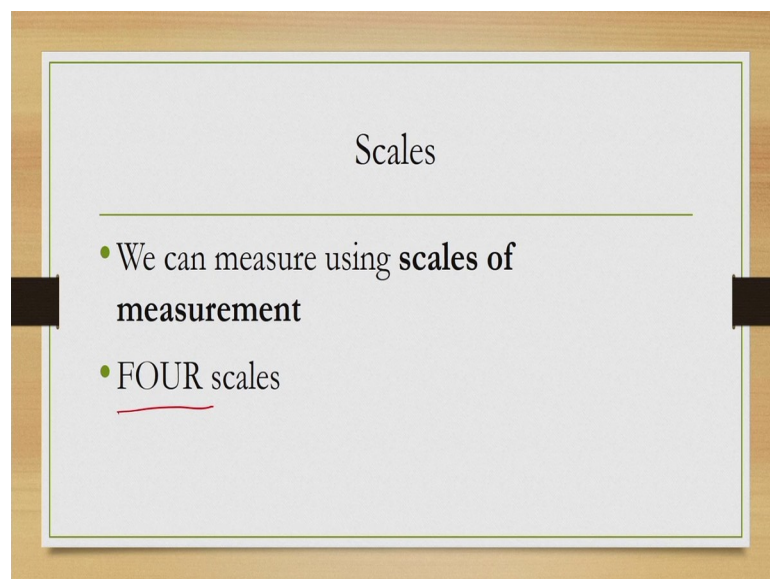 Scales
• We can measure using scales of
measurement
• FOUR scales